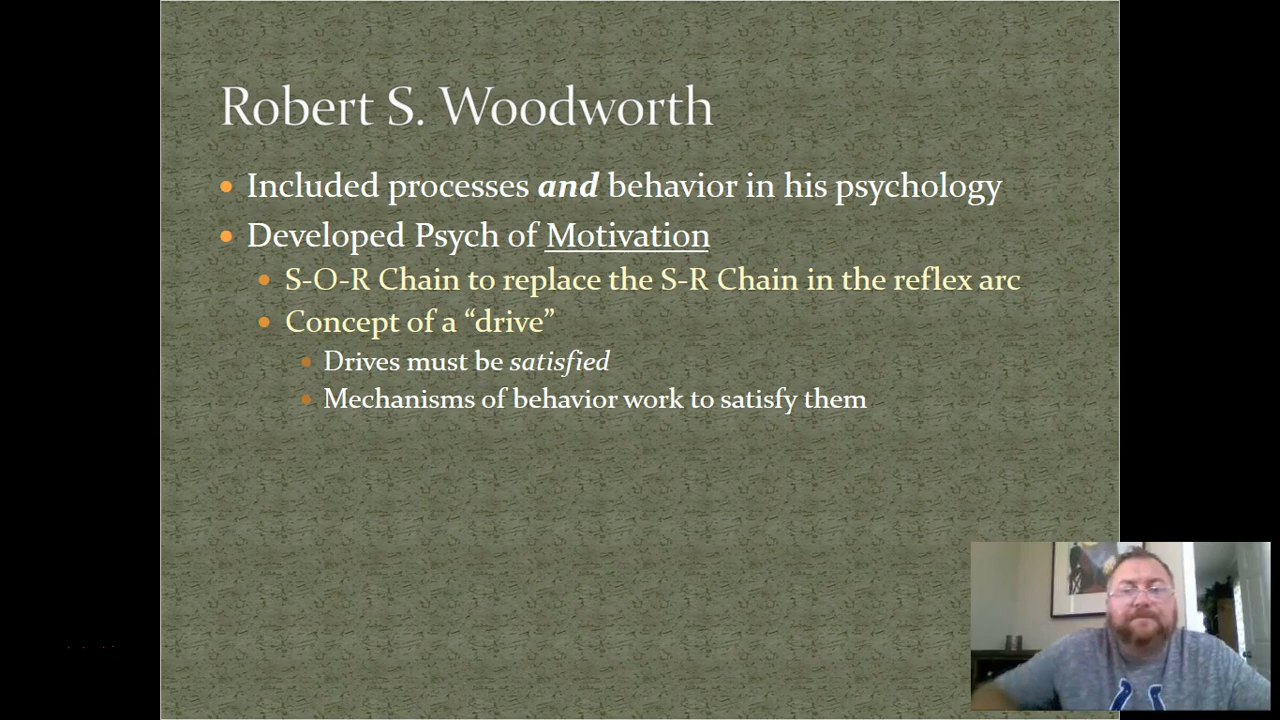 Robert S. Woodworth
Included processes and behavior in his psychology
Developed Psych of Motivation
S-O-R Chain to replace the S-R Chain in the reflex arc
Concept of a “drive”
Drives must be satisfied
Mechanisms of behavior work to satisfy them